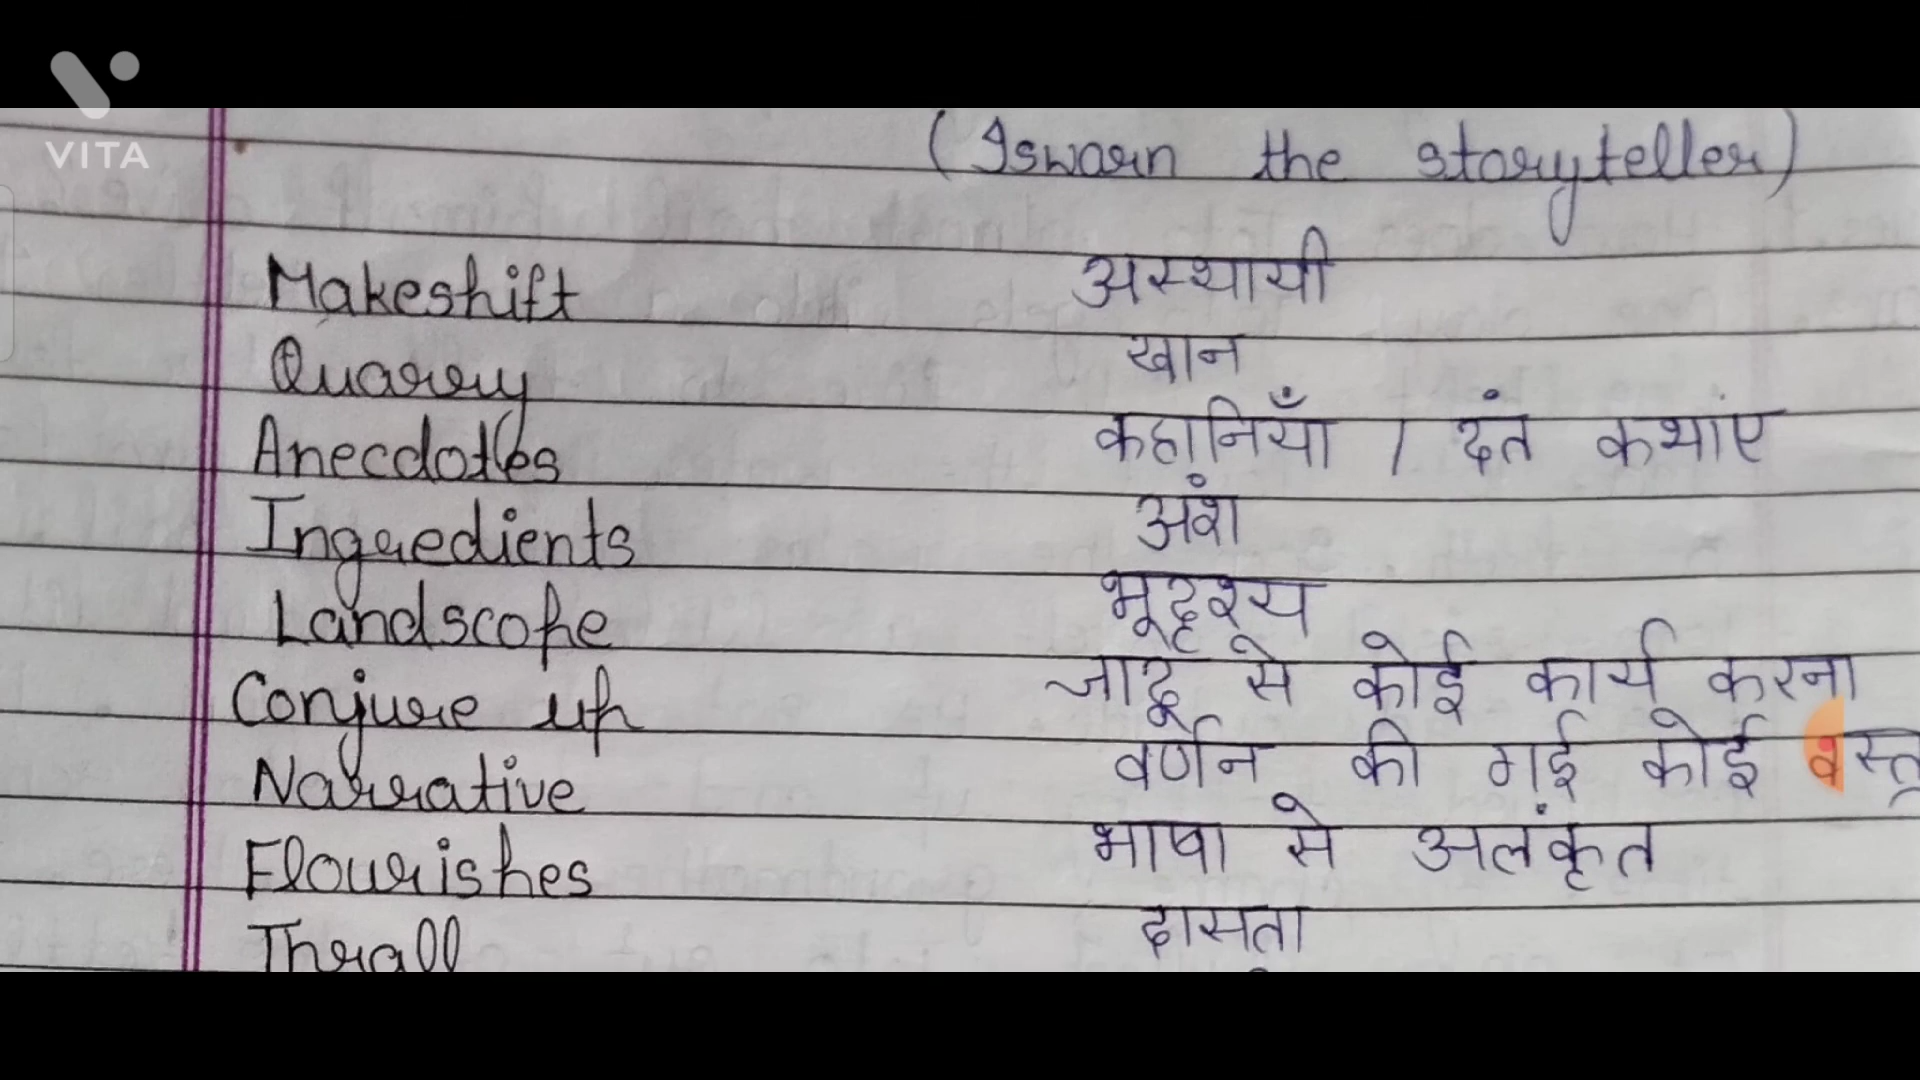 VITA
(Iswarn the storyteller)
Makeshift अस्थायी
Quarry खान
Anecdotes कहानियाँ / दंत कथाएं
Ingredients अंश
Landscope भूदृश्य
Conjure up जादू से कोई कार्य करना
Narrative वर्णन की गई कोई वस्तु
Flourishes भाषा से अलंकृत
Thrall दासता